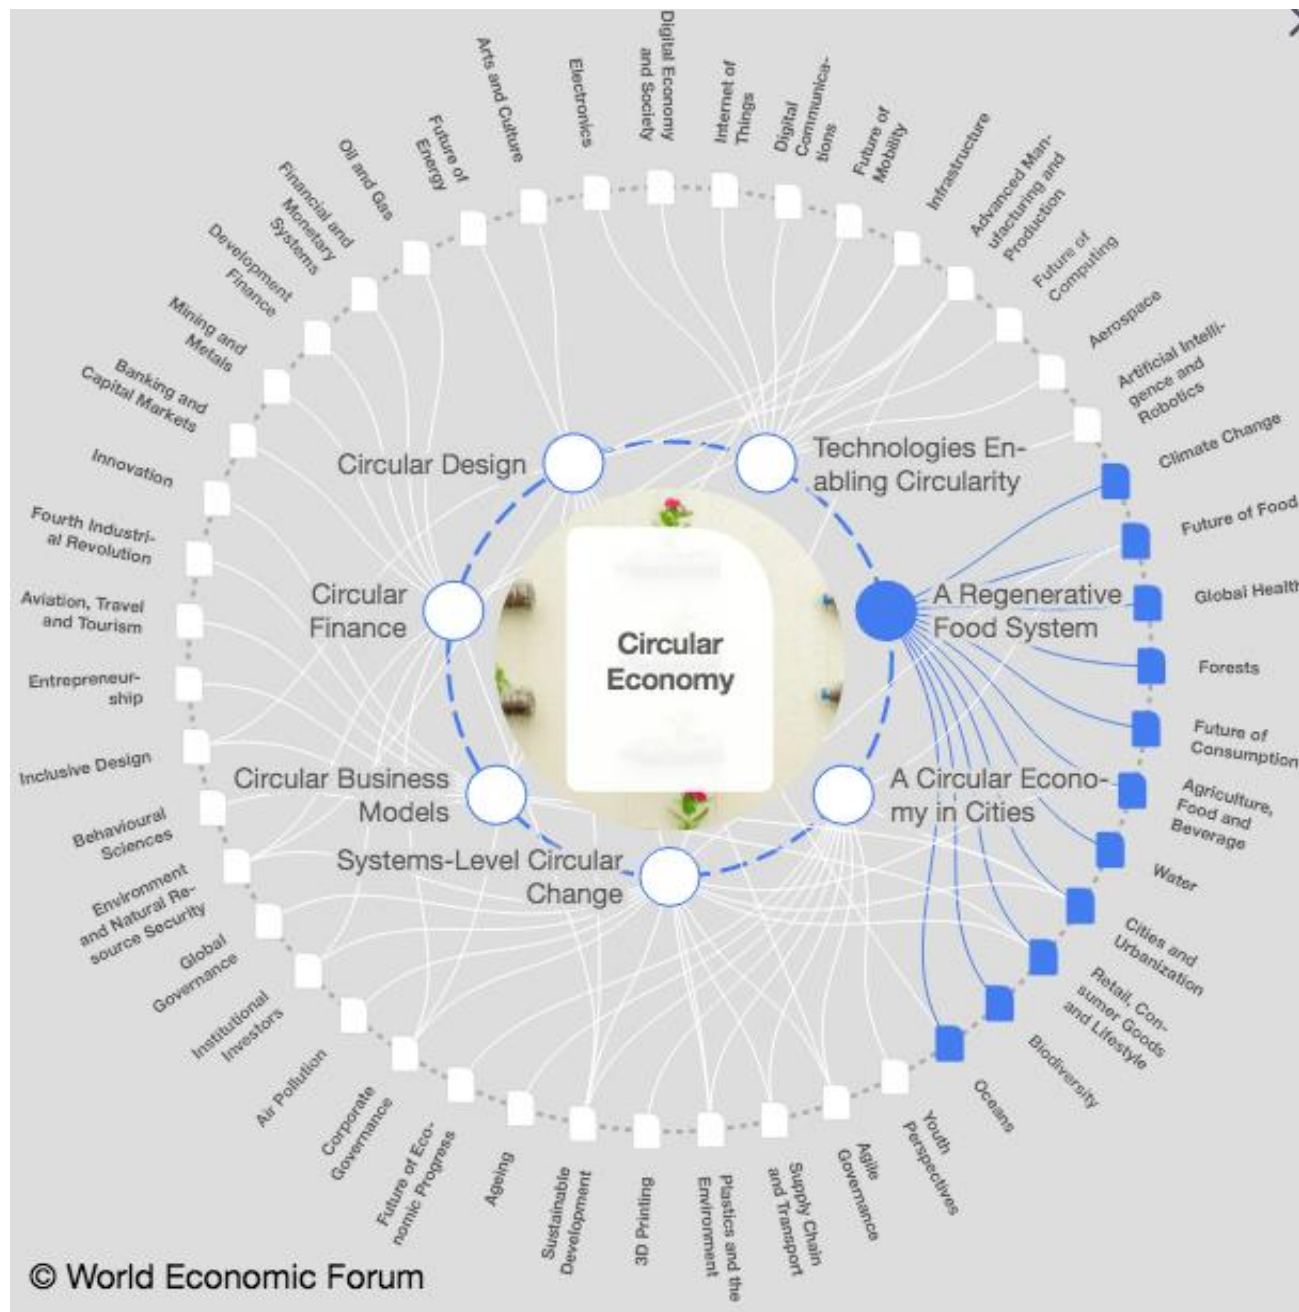 Circular
Economy
Circular Design
Technologies En-
abling Circularity
A Regenerative
Food System
A Circular Econo-
my in Cities
Systems-Level Circular
Change
Circular Business
Models
Circular
Finance
Arts and Culture
Electronics
Digital Economy
and Society
Internet of
Things
Digital
Communica-
tions
Future of
Mobility
Infrastructure
Advanced Man-
ufacturing and
Production
Future of
Computing
Aerospace
Artificial Intelli-
gence and
Robotics
Climate Change
Future of Food
Global Health
Forests
Future of
Consumption
Agriculture,
Food and
Beverage
Water
Cities and
Urbanization
Retail, Con-
sumer Goods
and Lifestyle
Biodiversity
Oceans
Youth
Perspectives
Agile
Governance
Supply Chain
and Transport
Plastics and the
Environment
3D Printing
Sustainable
Development
Ageing
Future of Eco-
nomic Progress
Corporate
Governance
Air Pollution
Institutional
Investors
Global
Governance
Environment
and Natural Re-
source Security
Behavioural
Sciences
Inclusive Design
Entrepreneur-
ship
Aviation, Travel
and Tourism
Fourth Industri-
al Revolution
Innovation
Banking and
Capital Markets
Mining and
Metals
Development
Finance
Financial and
Monetary
Systems
Oil and Gas
Future of
Energy
© World Economic Forum